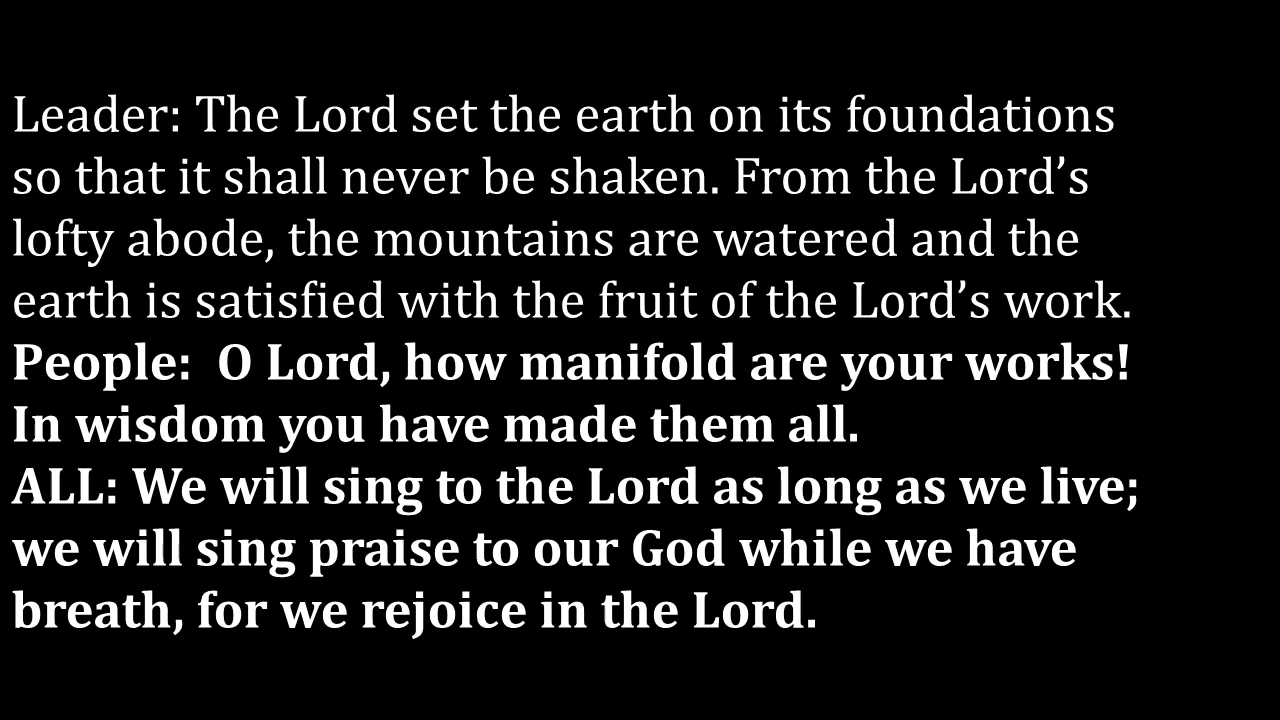 Leader: The Lord set the earth on its foundations
so that it shall never be shaken. From the Lord’s
lofty abode, the mountains are watered and the
earth is satisfied with the fruit of the Lord’s work.
People:  O Lord, how manifold are your works!
In wisdom you have made them all.
ALL: We will sing to the Lord as long as we live;
we will sing praise to our God while we have
breath, for we rejoice in the Lord.